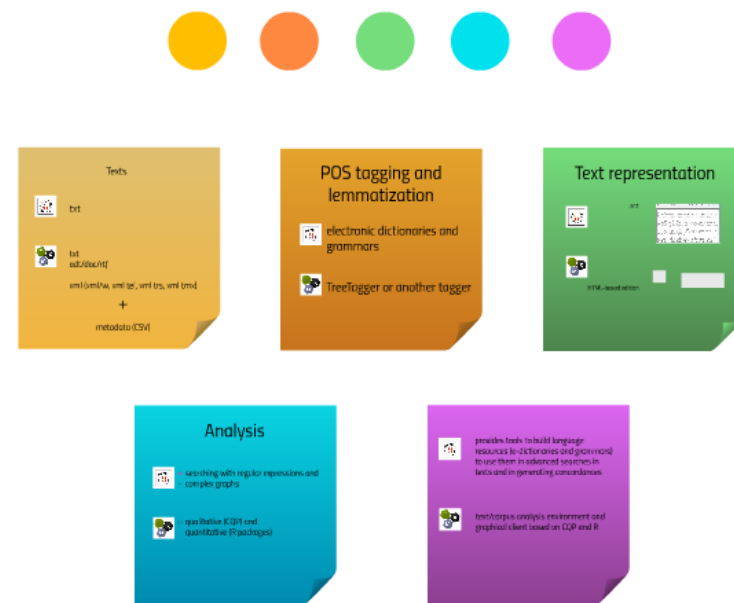 Texts
txt
txt
odt/doc/rtf
xml (xml/w, xml tei, xml trs, xml tmx)
+
metadata (CSV)
POS tagging and
lemmatization
electronic dictionaries and
grammars
TreeTagger or another tagger
Text representation
.snt
HTML-based edition
Analysis
- searching with regular expressions and
- complex graphs
- qualitative (CQP) and
quantitative (R packages)
provides tools to build language
resources (e-dictionaries and grammars)
to use them in advanced searches in
texts and in generating concordances
text/corpus analysis environment and
graphical client based on CQP and R